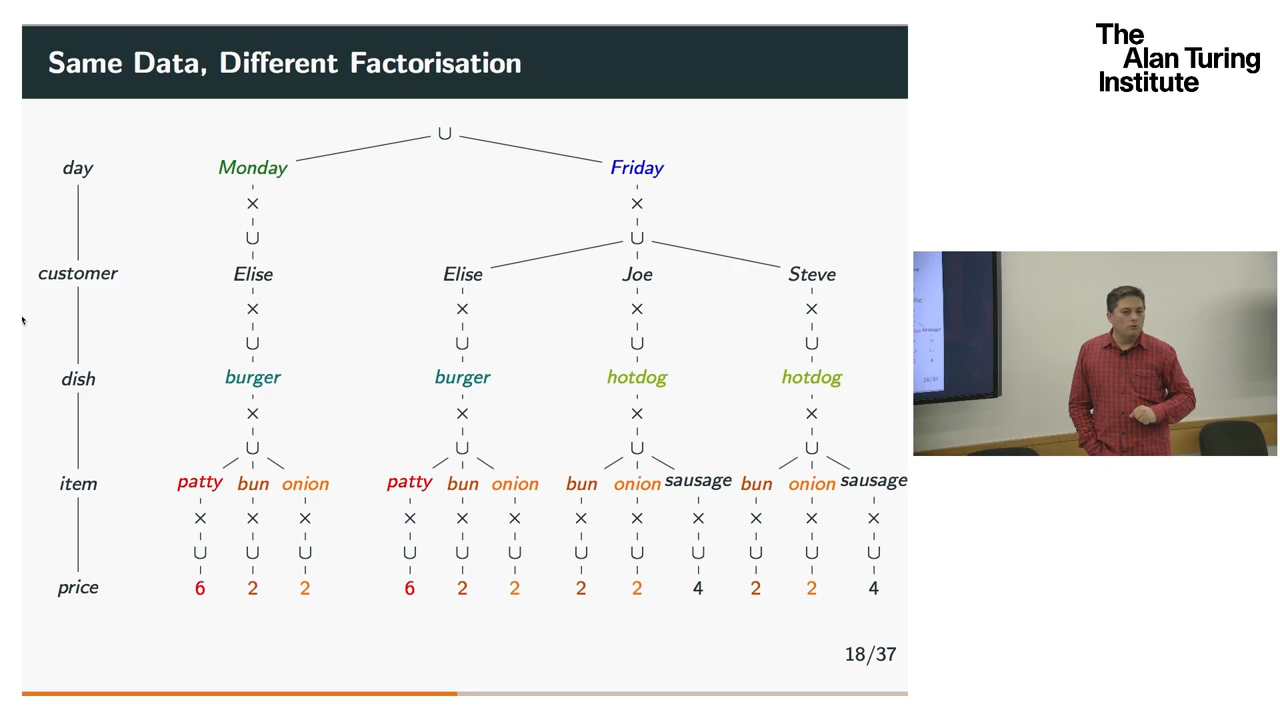 Same Data, Different Factorisation
The
Alan Turing
Institute
∪
day Monday Friday
× ×
∪ ∪
customer Elise Elise Joe Steve
× × × ×
∪ ∪ ∪ ∪
dish burger burger hotdog hotdog
× × × ×
∪ ∪ ∪ ∪
item patty bun onion patty bun onion bun onion sausage bun onion sausage
× × × × × × × × × × × ×
∪ ∪ ∪ ∪ ∪ ∪ ∪ ∪ ∪ ∪ ∪ ∪
price 6 2 2 6 2 2 2 2 4 2 2 4
18/37
sausage